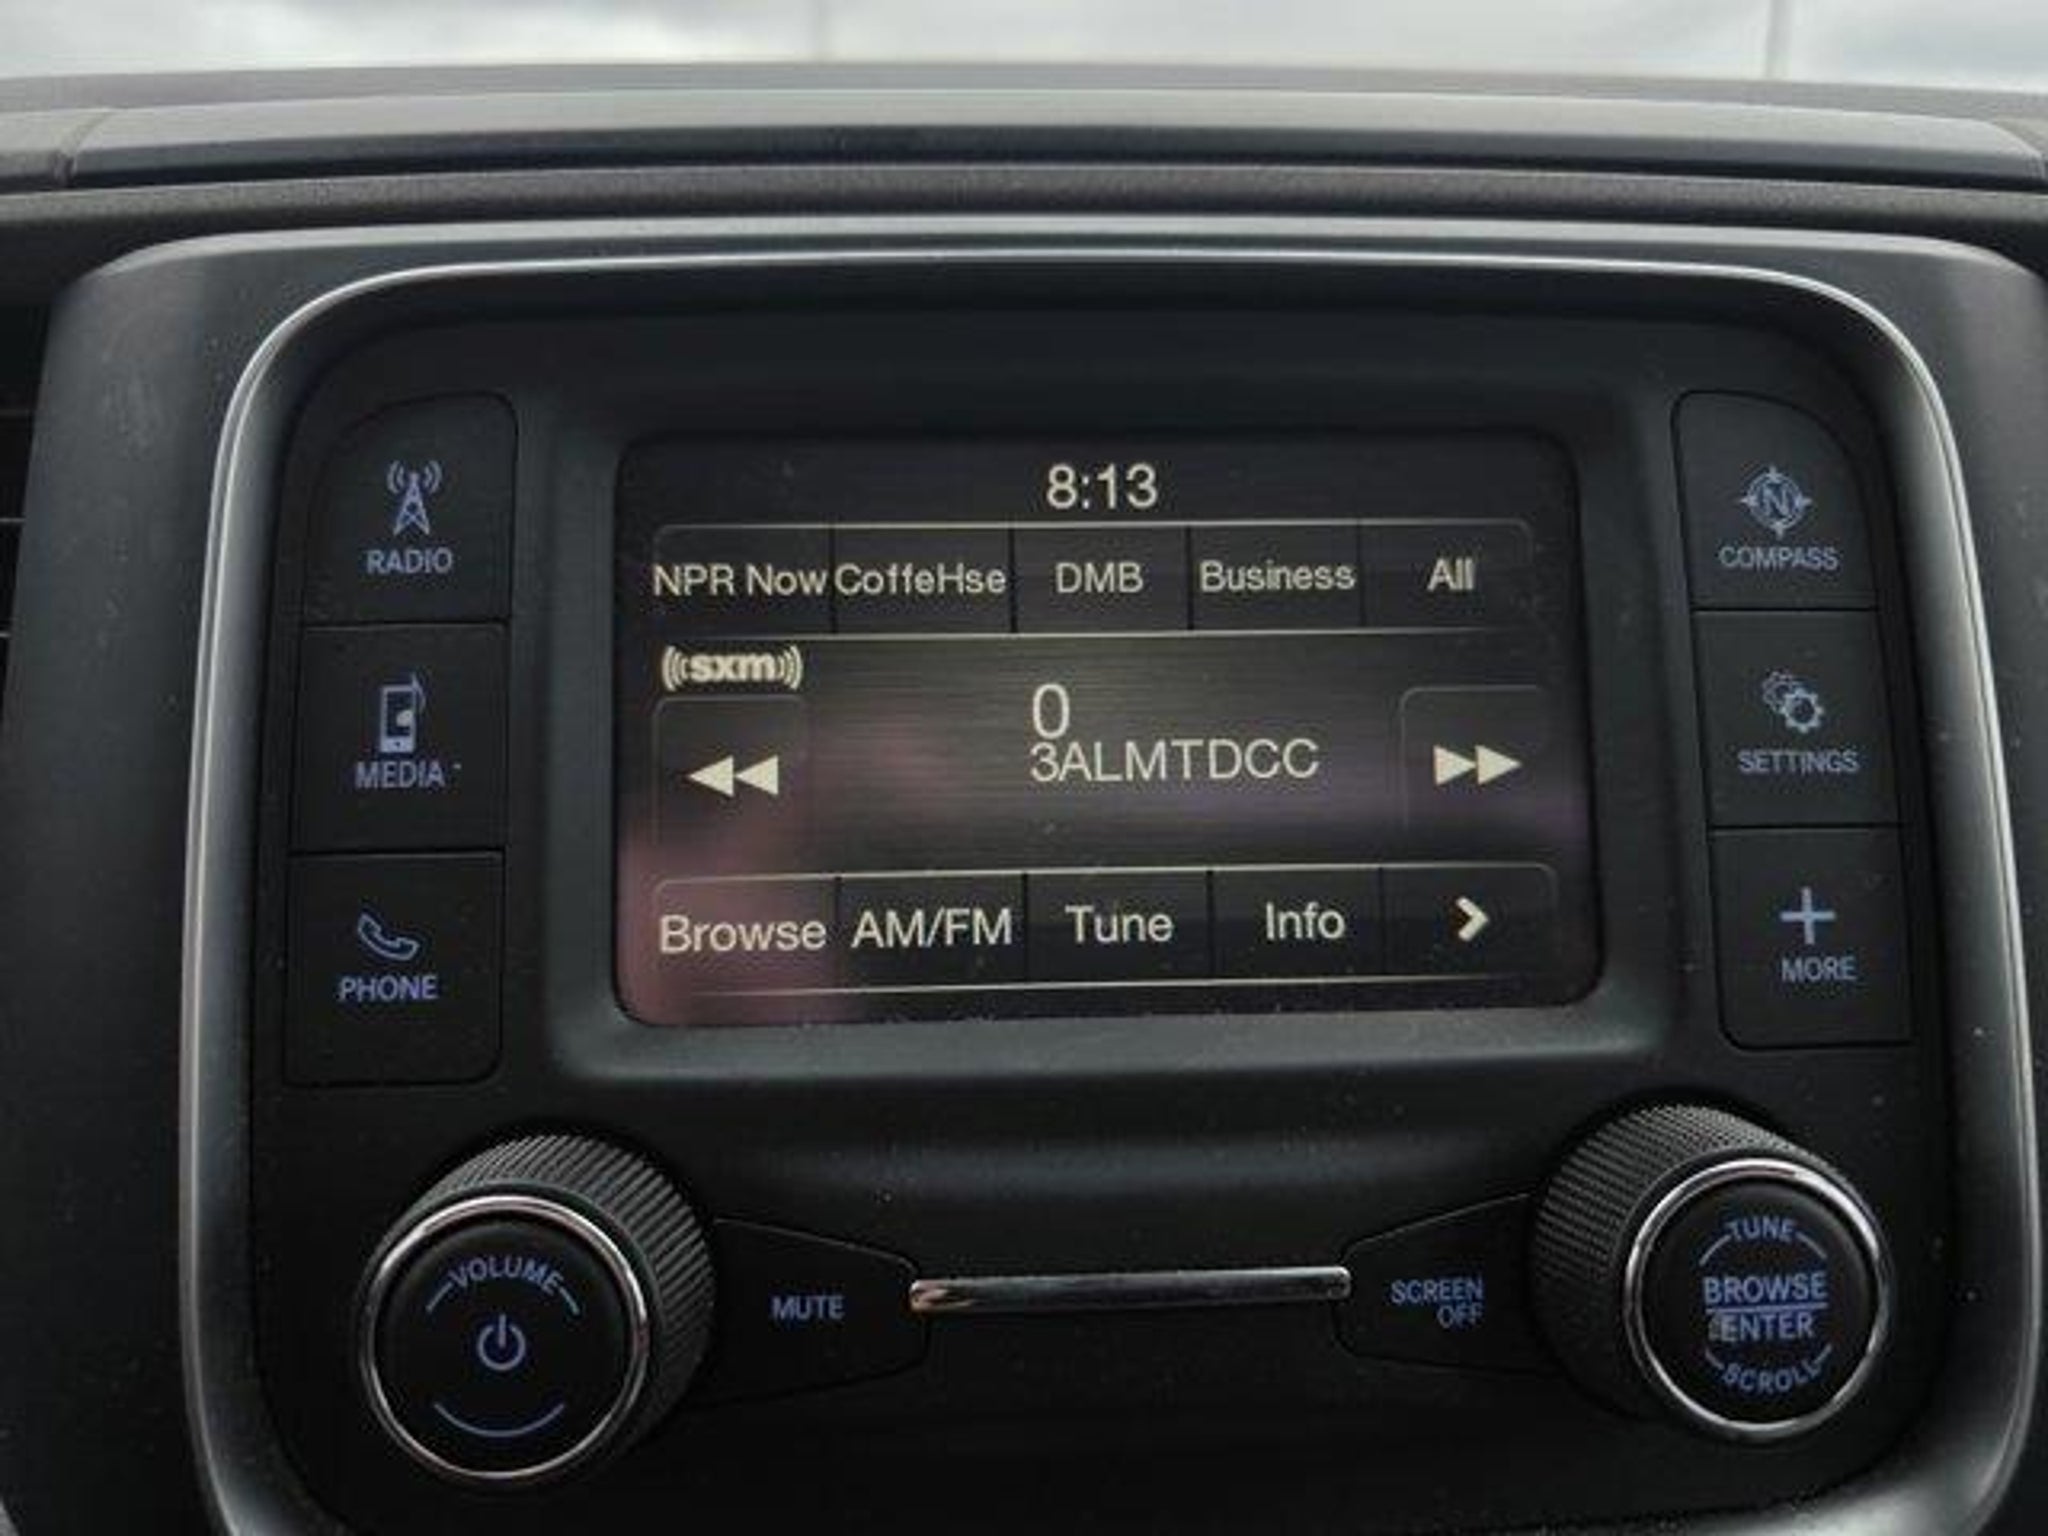 8:13
NPR Now CoffeHse DMB Business All
((sxm))
0
3ALMTDCC
Browse AM/FM Tune Info >
RADIO
MEDIA
PHONE
COMPASS
SETTINGS
MORE
VOLUME
MUTE
SCREEN
OFF
TUNE
BROWSE
ENTER
SCROLL